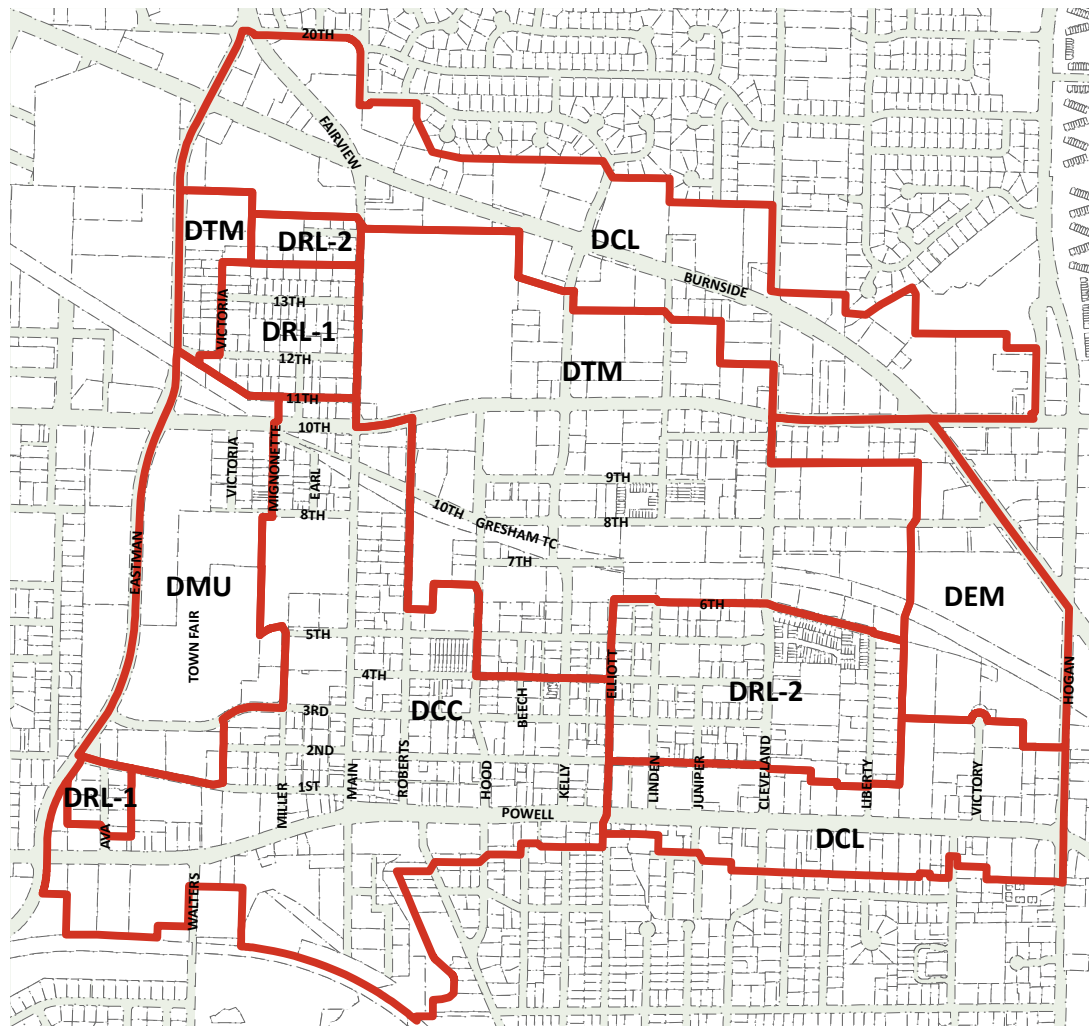 20TH
FAIRVIEW
DTM
DRL-2
DCL
BURNSIDE
VICTORIA
13TH
DRL-1
12TH
DTM
11TH
10TH
MIGNONETTE
VICTORIA
EARL
9TH
10TH
GRESHAM TC
8TH
8TH
7TH
EASTMAN
DMU
TOWN FAIR
DEM
6TH
5TH
4TH
ELLIOTT
DRL-2
HOGAN
3RD
DCC
BEECH
2ND
1ST
MILLER
MAIN
ROBERTS
HOOD
KELLY
LINDEN
JUNIPER
CLEVELAND
LIBERTY
VICTORY
DRL-1
AVA
POWELL
DCL
WALTERS